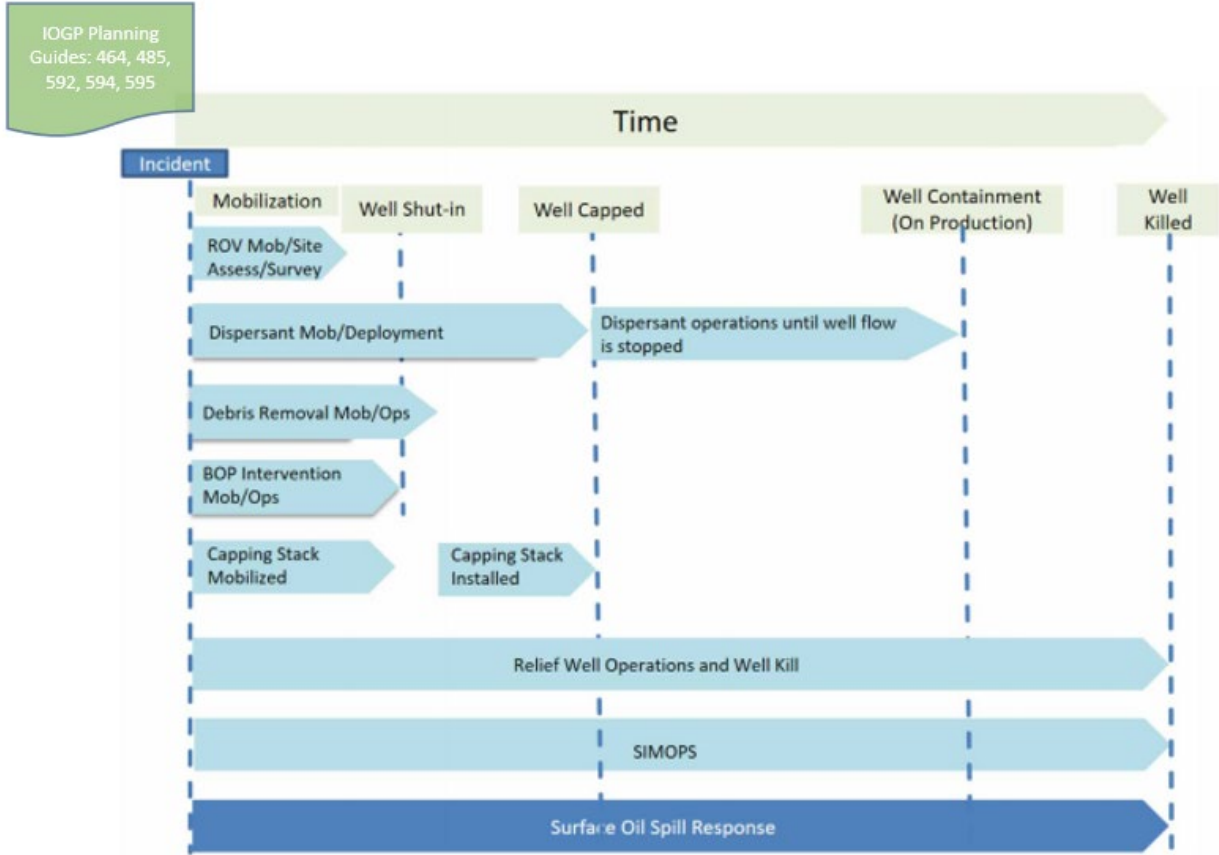 IOGP Planning
Guides: 464, 485,
592, 594, 595
Time
Incident
Mobilization
Well Shut-in
Well Capped
Well Containment
(On Production)
Well
Killed
ROV Mob/Site
Assess/Survey
Dispersant Mob/Deployment
Dispersant operations until well flow
is stopped
Debris Removal Mob/Ops
BOP Intervention
Mob/Ops
Capping Stack
Mobilized
Capping Stack
Installed
Relief Well Operations and Well Kill
SIMOPS
Surface Oil Spill Response